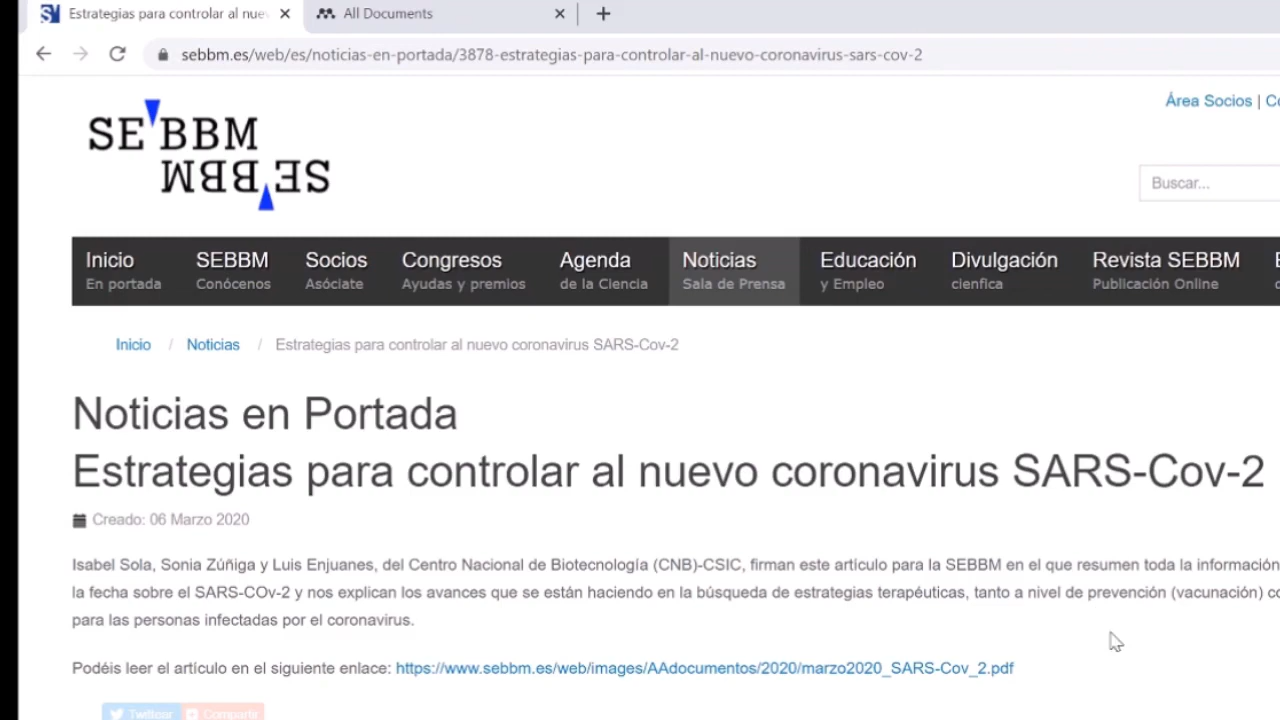 Estrategias para controlar al nuev
All Documents
sebbm.es/web/es/noticias-en-portada/3878-estrategias-para-controlar-al-nuevo-coronavirus-sars-cov-2
Área Socios |
SEBBM
SEBBM
Buscar...
Inicio SEBBM Socios Congresos Agenda Noticias Educación Divulgación Revista SEBBM
En portada Conócenos Asóciate Ayudas y premios de la Ciencia Sala de Prensa y Empleo cienfica Publicación Online
Inicio / Noticias / Estrategias para controlar al nuevo coronavirus SARS-Cov-2
Noticias en Portada
Estrategias para controlar al nuevo coronavirus SARS-Cov-2
Creado: 06 Marzo 2020
Isabel Sola, Sonia Zúñiga y Luis Enjuanes, del Centro Nacional de Biotecnología (CNB)-CSIC, firman este artículo para la SEBBM en el que resumen toda la información
la fecha sobre el SARS-COv-2 y nos explican los avances que se están haciendo en la búsqueda de estrategias terapéuticas, tanto a nivel de prevención (vacunación)
para las personas infectadas por el coronavirus.
Podéis leer el artículo en el siguiente enlace: https://www.sebbm.es/web/images/AAdocumentos/2020/marzo2020_SARS-Cov_2.pdf
Twittear Compartir